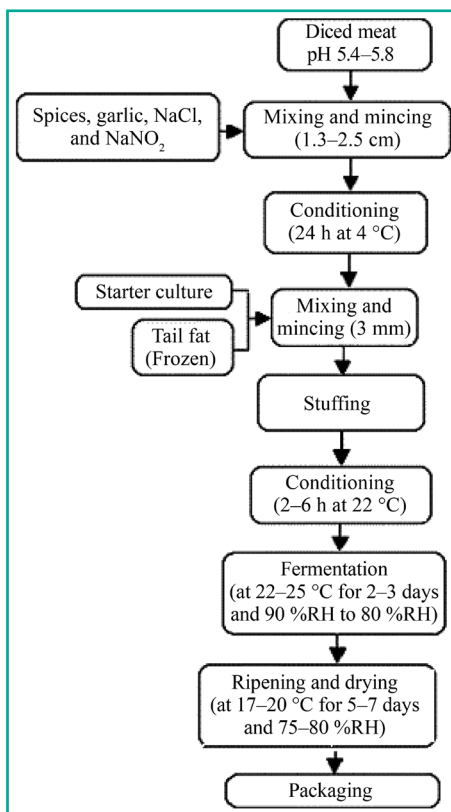 Diced meat
pH 5.4–5.8
Spices, garlic, NaCl,
and NaNO₂
Mixing and mincing
(1.3–2.5 cm)
Conditioning
(24 h at 4 °C)
Starter culture
Tail fat
(Frozen)
Mixing and
mincing (3 mm)
Stuffing
Conditioning
(2–6 h at 22 °C)
Fermentation
(at 22–25 °C for 2–3 days
and 90 %RH to 80 %RH)
Ripening and drying
(at 17–20 °C for 5–7 days
and 75–80 %RH)
Packaging